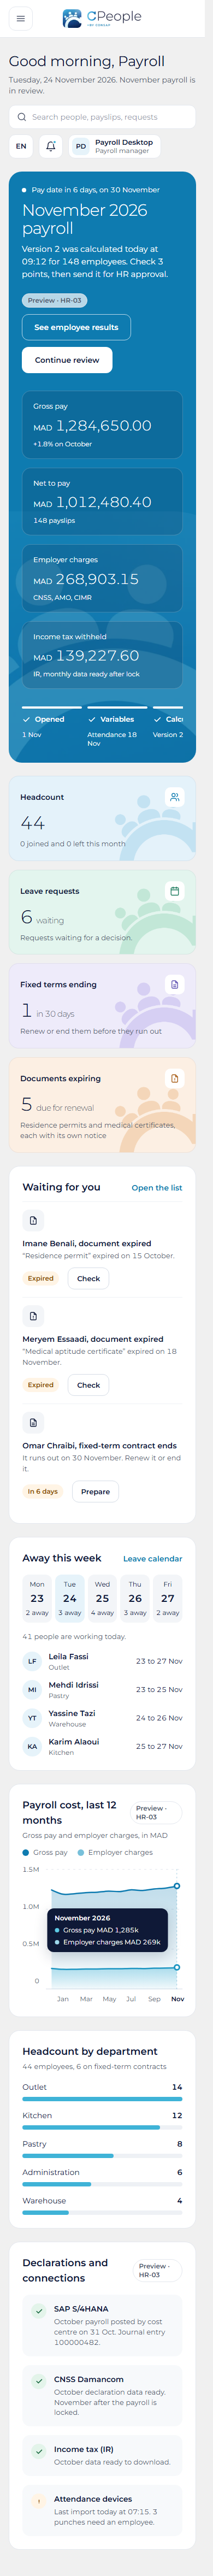 CPeople
Good morning, Payroll
Tuesday, 24 November 2026. November payroll is
in review.
Search people, payslips, requests
EN
PD
Payroll Desktop
Payroll manager
Pay date in 6 days, on 30 November
November 2026
payroll
Version 2 was calculated today at
09:12 for 148 employees. Check 3
points, then send it for HR approval.
Preview · HR-03
See employee results
Continue review
Gross pay
MAD 1,284,650.00
+1.8% on October
Net to pay
MAD 1,012,480.40
148 payslips
Employer charges
MAD 268,903.15
CNSS, AMO, CIMR
Income tax withheld
MAD 139,227.60
IR, monthly data ready after lock
Opened
1 Nov
Variables
Attendance 18
Nov
Calcu
Version 2
Headcount
44
0 joined and 0 left this month
Leave requests
6 waiting
Requests waiting for a decision.
Fixed terms ending
1 in 30 days
Renew or end them before they run out
Documents expiring
5 due for renewal
Residence permits and medical certificates,
each with its own notice
Waiting for you
Open the list
Imane Benali, document expired
“Residence permit” expired on 15 October.
Expired
Check
Meryem Essaadi, document expired
“Medical aptitude certificate” expired on 18
November.
Expired
Check
Omar Chraibi, fixed-term contract ends
It runs out on 30 November. Renew it or end
it.
In 6 days
Prepare
Away this week
Leave calendar
Mon
23
2 away
Tue
24
3 away
Wed
25
4 away
Thu
26
3 away
Fri
27
2 away
41 people are working today.
LF
Leila Fassi
Outlet
23 to 27 Nov
MI
Mehdi Idrissi
Pastry
23 to 25 Nov
YT
Yassine Tazi
Warehouse
24 to 26 Nov
KA
Karim Alaoui
Kitchen
25 to 27 Nov
Payroll cost, last 12
months
Preview ·
HR-03
Gross pay and employer charges, in MAD
Gross pay
Employer charges
1.5M
1.0M
0.5M
0
November 2026
Gross pay MAD 1,285k
Employer charges MAD 269k
Jan
Mar
May
Jul
Sep
Nov
Headcount by department
44 employees, 6 on fixed-term contracts
Outlet
14
Kitchen
12
Pastry
8
Administration
6
Warehouse
4
Declarations and
connections
Preview ·
HR-03
SAP S/4HANA
October payroll posted by cost
centre on 31 Oct. Journal entry
100000482.
CNSS Damancom
October declaration data ready.
November after the payroll is
locked.
Income tax (IR)
October data ready to download.
Attendance devices
Last import today at 07:15. 3
punches need an employee.